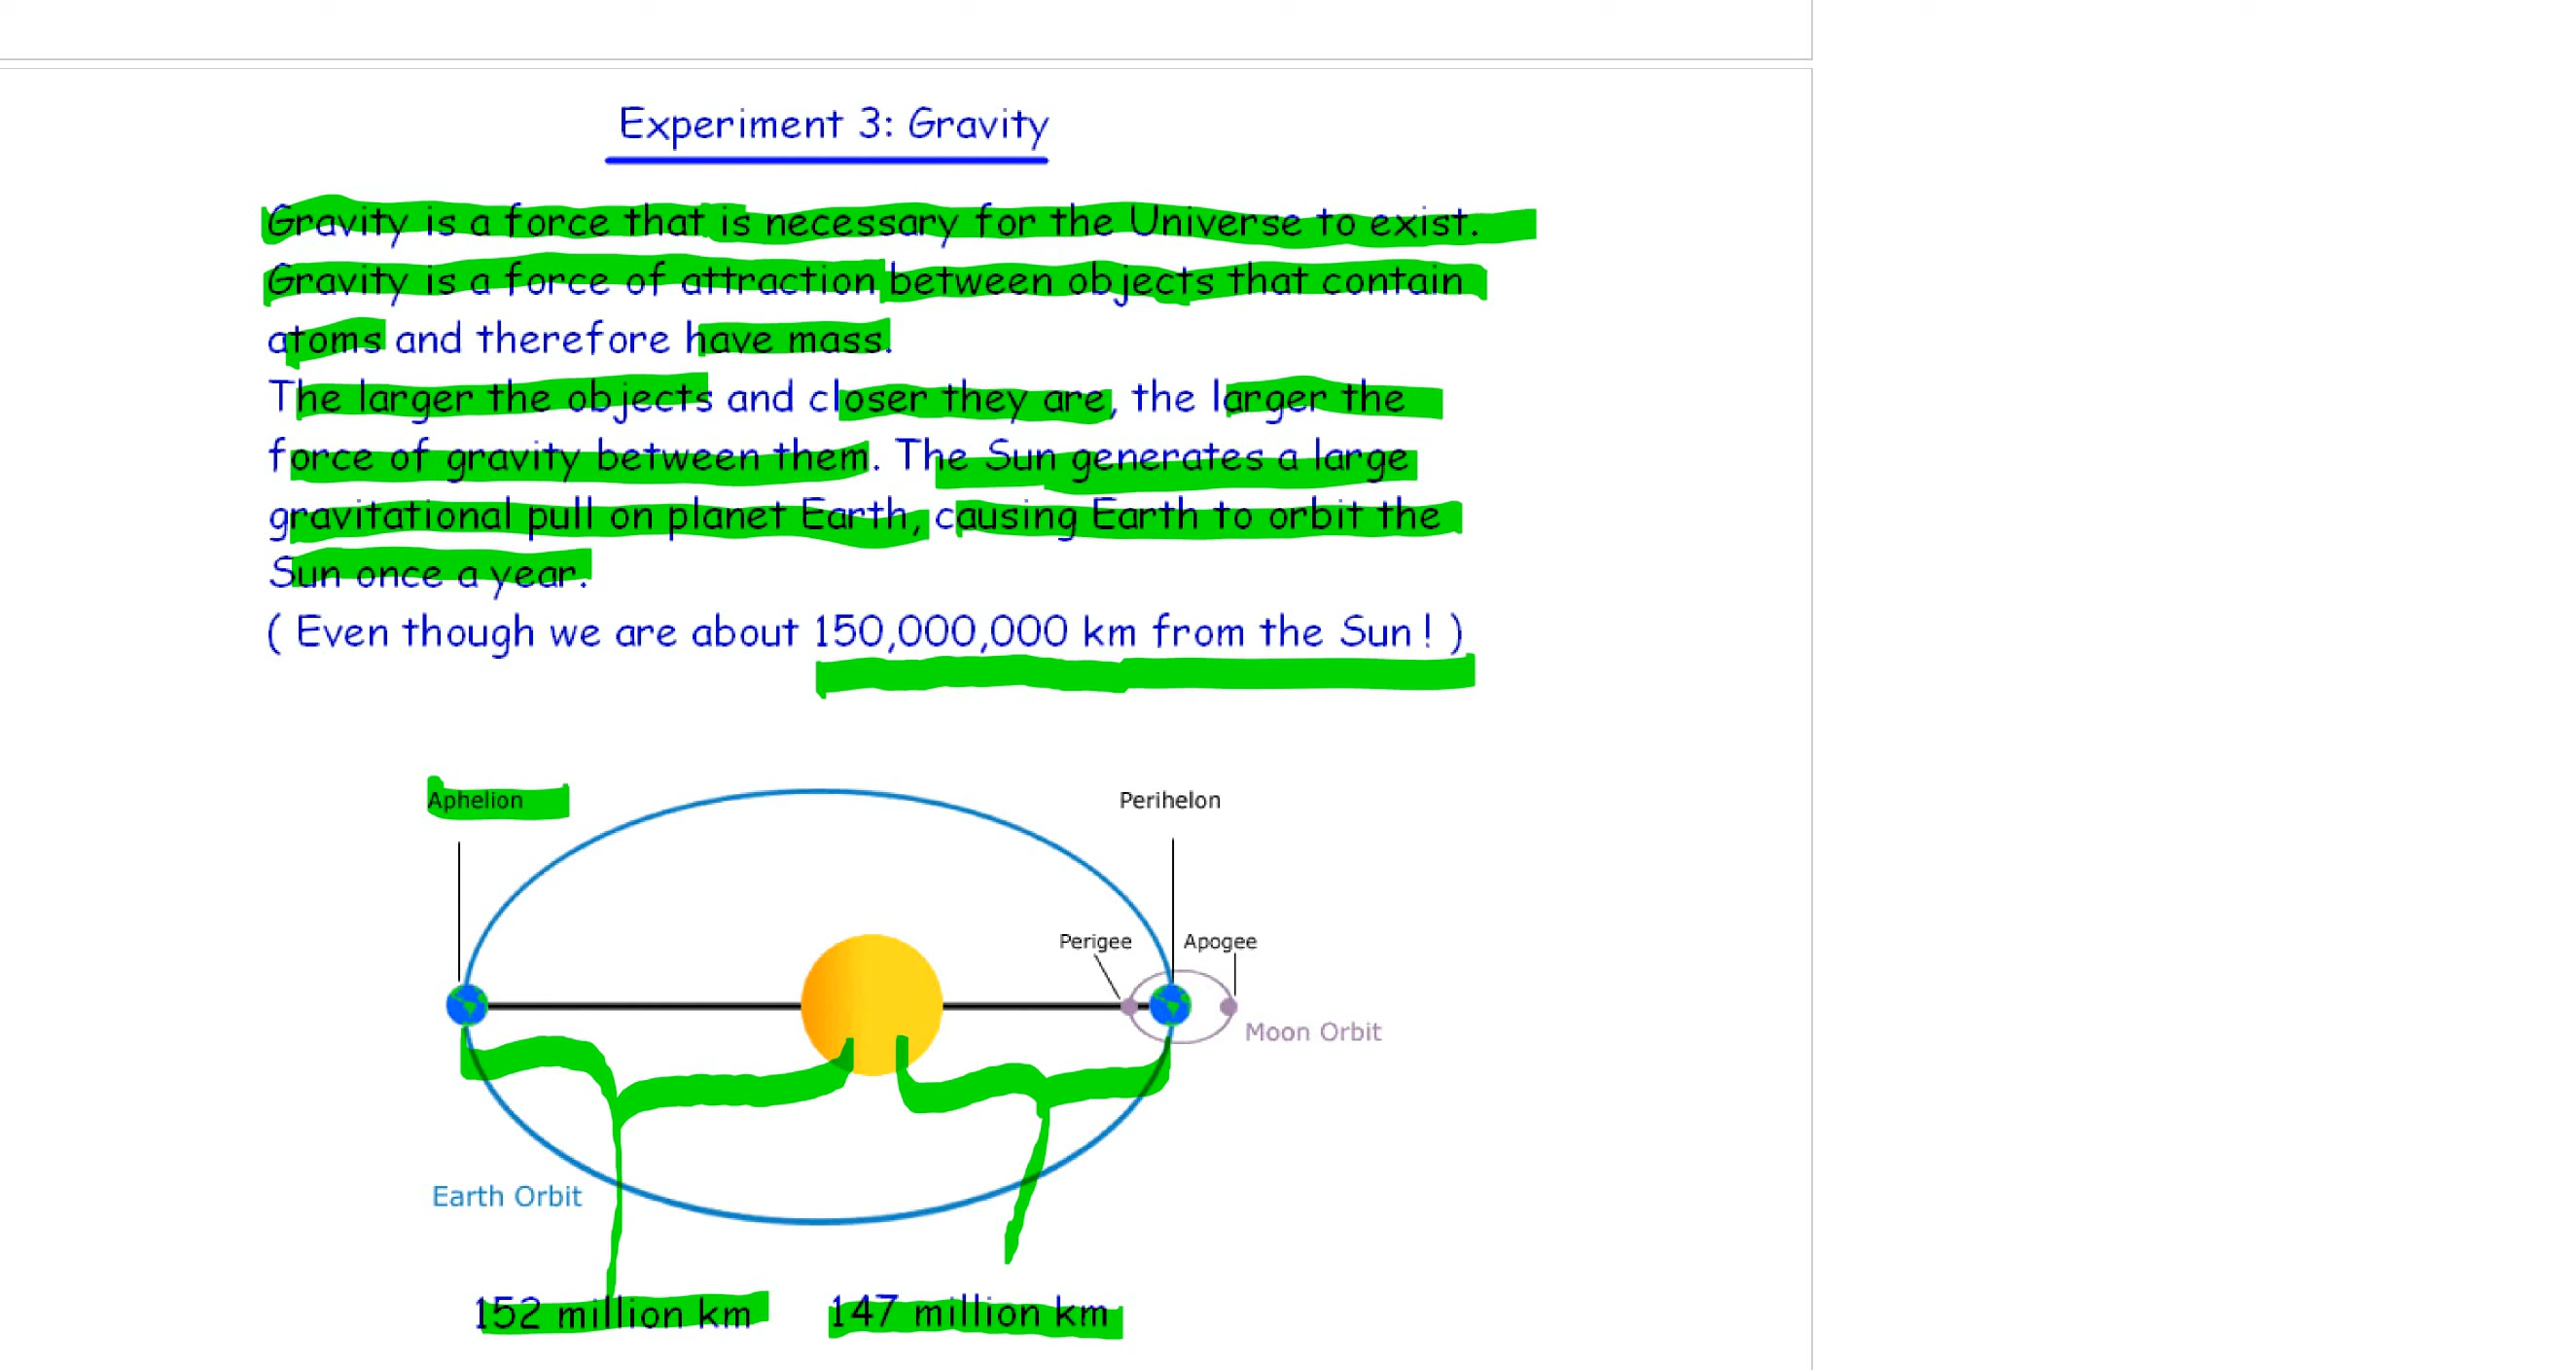 Experiment 3: Gravity
Gravity is a force that is necessary for the Universe to exist.
Gravity is a force of attraction between objects that contain
atoms and therefore have mass.
The larger the objects and closer they are, the larger the
force of gravity between them. The Sun generates a large
gravitational pull on planet Earth, causing Earth to orbit the
Sun once a year.
( Even though we are about 150,000,000 km from the Sun! )
Aphelion
Perihelon
Perigee
Apogee
Moon Orbit
Earth Orbit
152 million km
147 million km